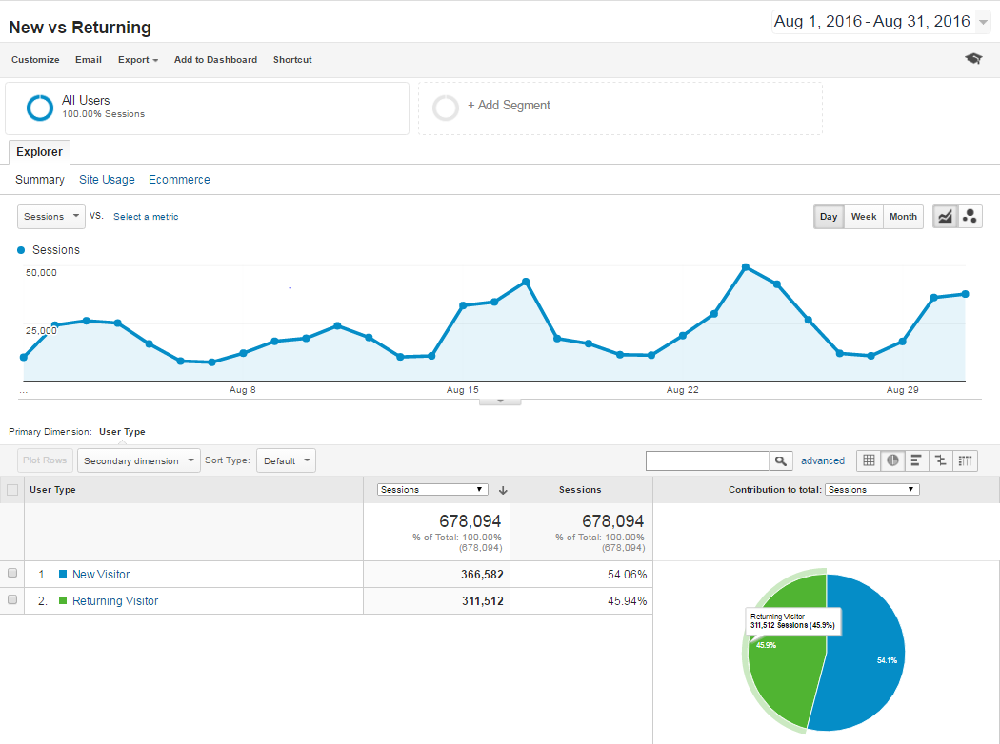 New vs Returning
Aug 1, 2016 - Aug 31, 2016
Customize Email Export Add to Dashboard Shortcut
All Users
100.00% Sessions
+ Add Segment
Explorer
Summary Site Usage Ecommerce
Sessions VS. Select a metric
Day Week Month
Sessions
50,000
25,000
... Aug 8 Aug 15 Aug 22 Aug 29
Primary Dimension: User Type
Plot Rows Secondary dimension Sort Type: Default advanced
User Type Sessions Sessions Contribution to total: Sessions
678,094 678,094
% of Total: 100.00% % of Total: 100.00%
(678,094) (678,094)
1. New Visitor 366,582 54.06%
2. Returning Visitor 311,512 45.94%
Returning Visitor
311,512 Sessions (45.9%)
45.9%
54.1%